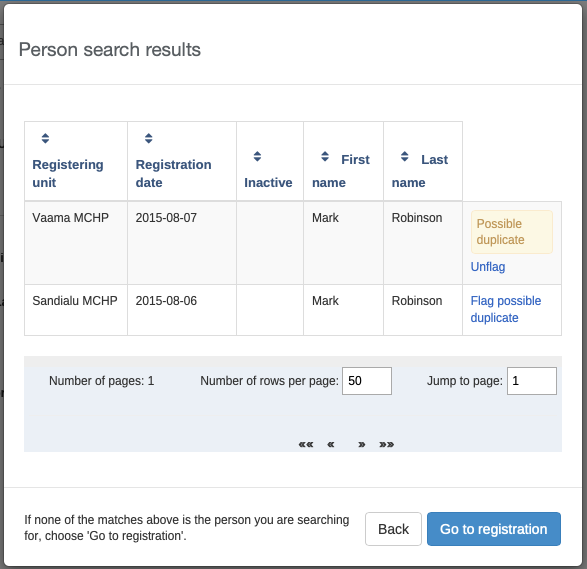 Person search results
Registering unit
Registration date
Inactive
First name
Last name
Vaama MCHP 2015-08-07 Mark Robinson Possible duplicate
Unflag
Sandialu MCHP 2015-08-06 Mark Robinson Flag possible duplicate
Number of pages: 1 Number of rows per page: 50 Jump to page: 1
«« « » »»
If none of the matches above is the person you are searching
for, choose 'Go to registration'.
Back Go to registration